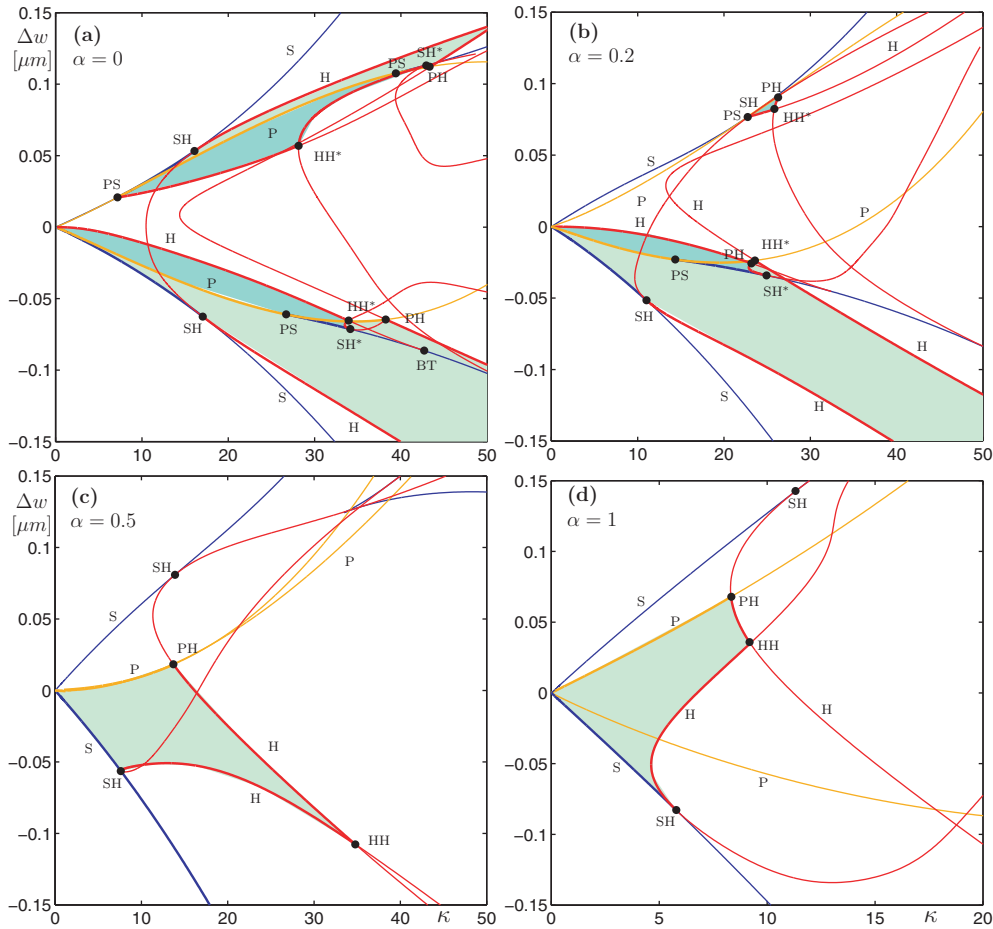 Δw
[μm]
(a)
α = 0
0.15
0.1
0.05
0
−0.05
−0.1
−0.15
0
10
20
30
40
50
S
H
PS
SH*
PH
SH
P
HH*
PS
H
P
SH
PS
HH*
PH
SH*
BT
S
H
(b)
α = 0.2
0.15
0.1
0.05
0
−0.05
−0.1
−0.15
0
10
20
30
40
50
H
PH
SH
PS
HH*
S
P
H
H
P
HH*
PH
PS
SH*
SH
H
S
H
Δw
[μm]
(c)
α = 0.5
0.15
0.1
0.05
0
−0.05
−0.1
−0.15
0
10
20
30
40
κ
50
P
SH
S
P
PH
S
H
SH
H
HH
(d)
α = 1
0.15
0.1
0.05
0
−0.05
−0.1
−0.15
0
5
10
15
κ
20
SH
S
P
PH
HH
H
H
S
P
SH